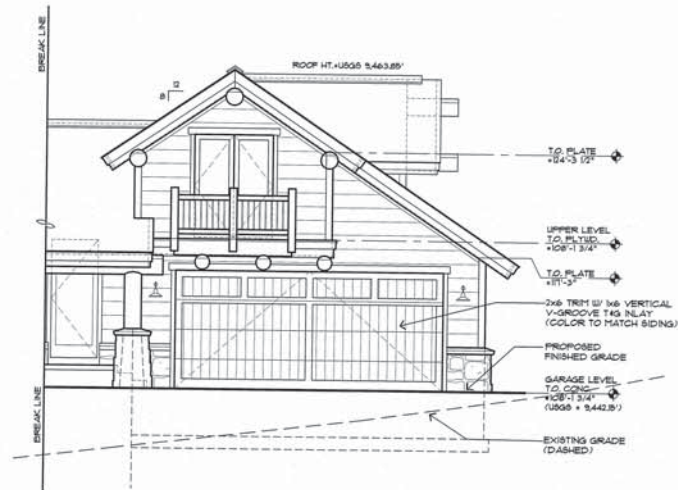 BREAK LINE
ROOF HT.=USGS 9,463.85'
12
8
T.O. PLATE
+124'-3 1/2"
UPPER LEVEL
T.O. PLYWD.
+108'-1 3/4"
T.O. PLATE
+117'-3"
2x6 TRIM W/ 1x6 VERTICAL
V-GROOVE T&G INLAY
(COLOR TO MATCH SIDING)
PROPOSED
FINISHED GRADE
GARAGE LEVEL
T.O. CONC.
+106'-1 3/4"
(USGS + 9,442.15')
EXISTING GRADE
(DASHED)
BREAK LINE